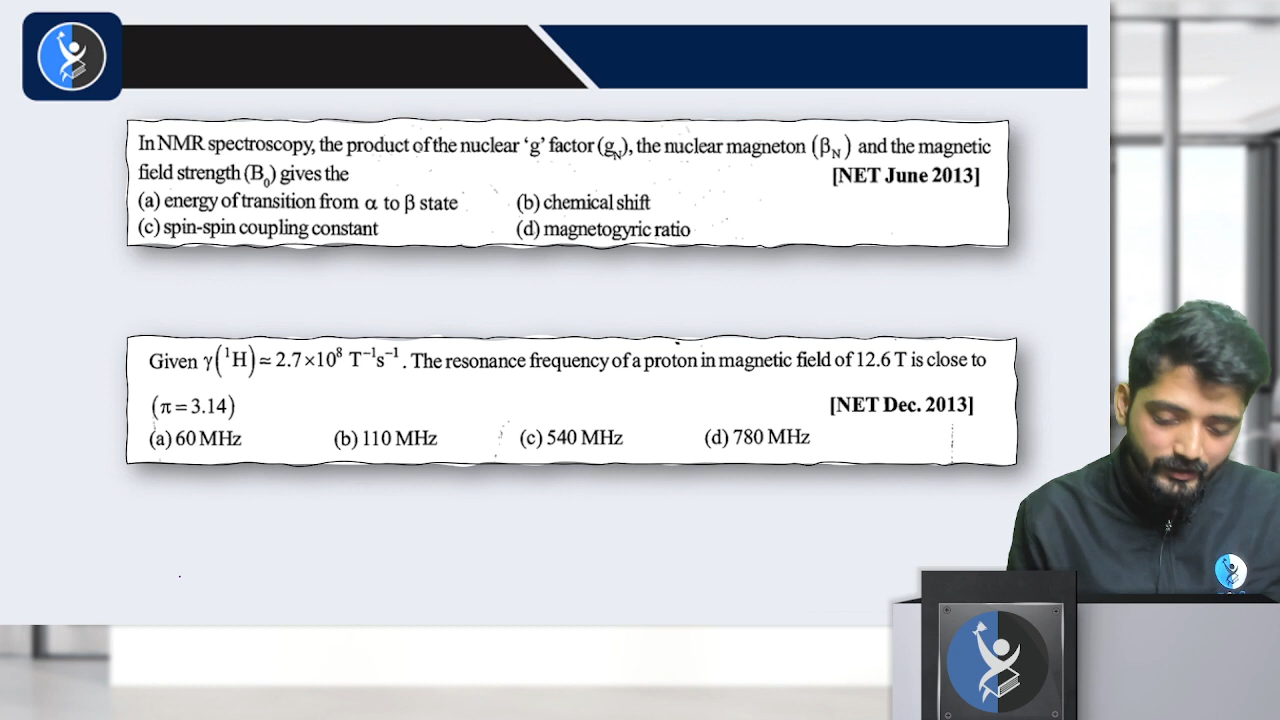 In NMR spectroscopy, the product of the nuclear 'g' factor (g_N), the nuclear magneton (β_N) and the magnetic
field strength (B_0) gives the [NET June 2013]
(a) energy of transition from α to β state (b) chemical shift
(c) spin-spin coupling constant (d) magnetogyric ratio
Given γ(¹H) ≃ 2.7×10⁸ T⁻¹s⁻¹. The resonance frequency of a proton in magnetic field of 12.6 T is close to
(π = 3.14) [NET Dec. 2013]
(a) 60 MHz (b) 110 MHz (c) 540 MHz (d) 780 MHz